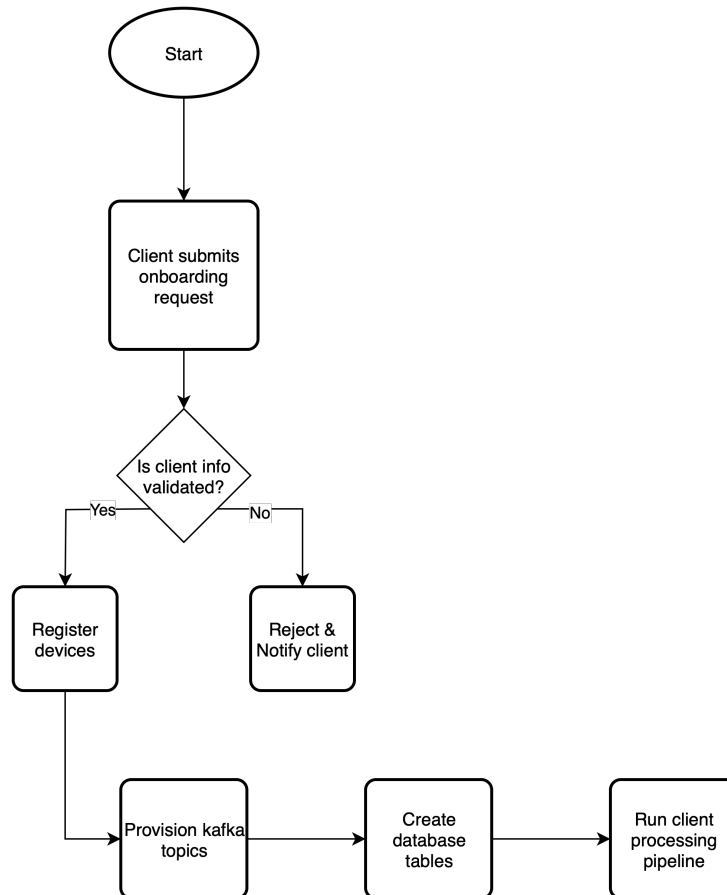 Start
Client submits
onboarding
request
Is client info
validated?
Yes
No
Register
devices
Reject &
Notify client
Provision kafka
topics
Create
database
tables
Run client
processing
pipeline